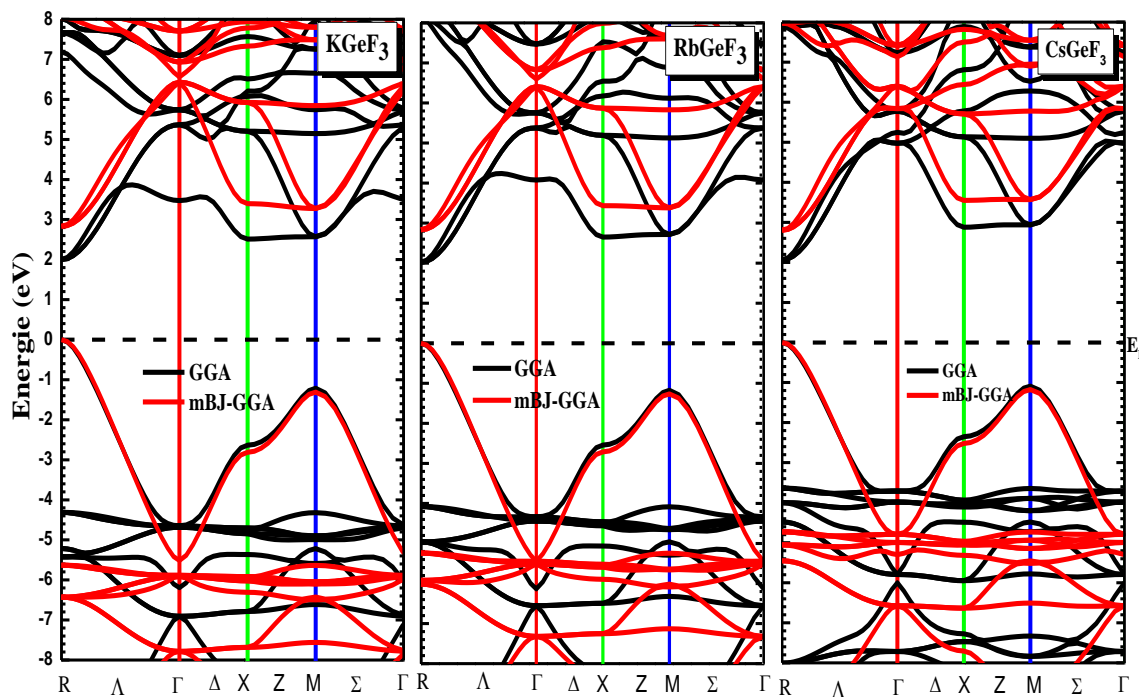 KGeF3
RbGeF3
CsGeF3
Energie (eV)
8
7
6
5
4
3
2
1
0
-1
-2
-3
-4
-5
-6
-7
-8
GGA
mBJ-GGA
GGA
mBJ-GGA
GGA
mBJ-GGA
R Λ Γ Δ X Z M Σ Γ
R Λ Γ Δ X Z M Σ Γ
R Λ Γ Δ X Z M Σ Γ